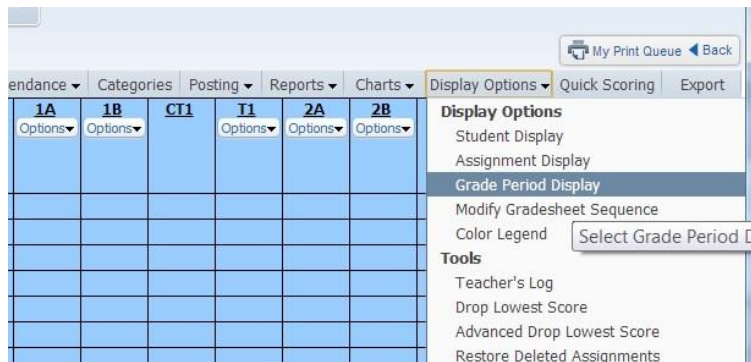 My Print Queue Back
endance Categories Posting Reports Charts Display Options Quick Scoring Export
1A 1B CT1 T1 2A 2B
Options Options Options Options Options
Display Options
Student Display
Assignment Display
Grade Period Display
Modify Gradesheet Sequence
Color Legend
Select Grade Period D
Tools
Teacher's Log
Drop Lowest Score
Advanced Drop Lowest Score
Restore Deleted Assignments